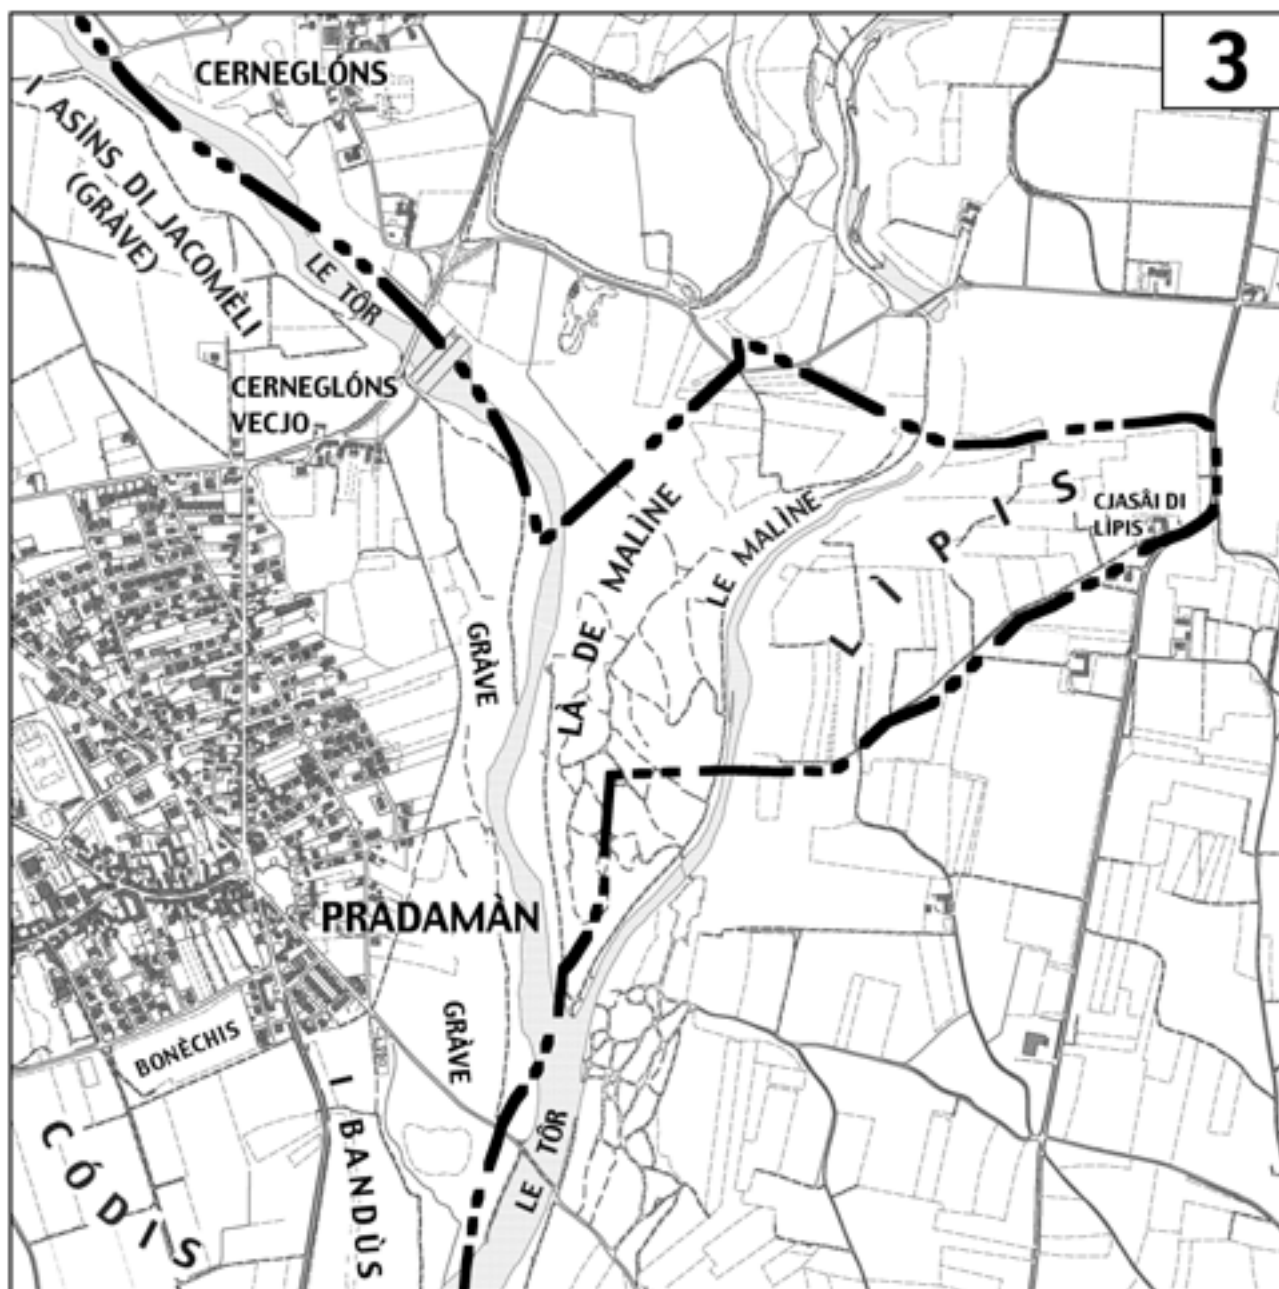 3
CERNEGLÓNS
I ASÌNS DI JACOMÈLI
(GRÀVE)
LE TÔR
CERNEGLÓNS
VECJO
CJASÂI DI
LÌPIS
LÌPIS
LE MALÌNE
LÀ DE MALÌNE
GRÀVE
PRADAMÀN
GRÀVE
BONÈCHIS
LE TÔR
I BANDÙS
CÓDIS